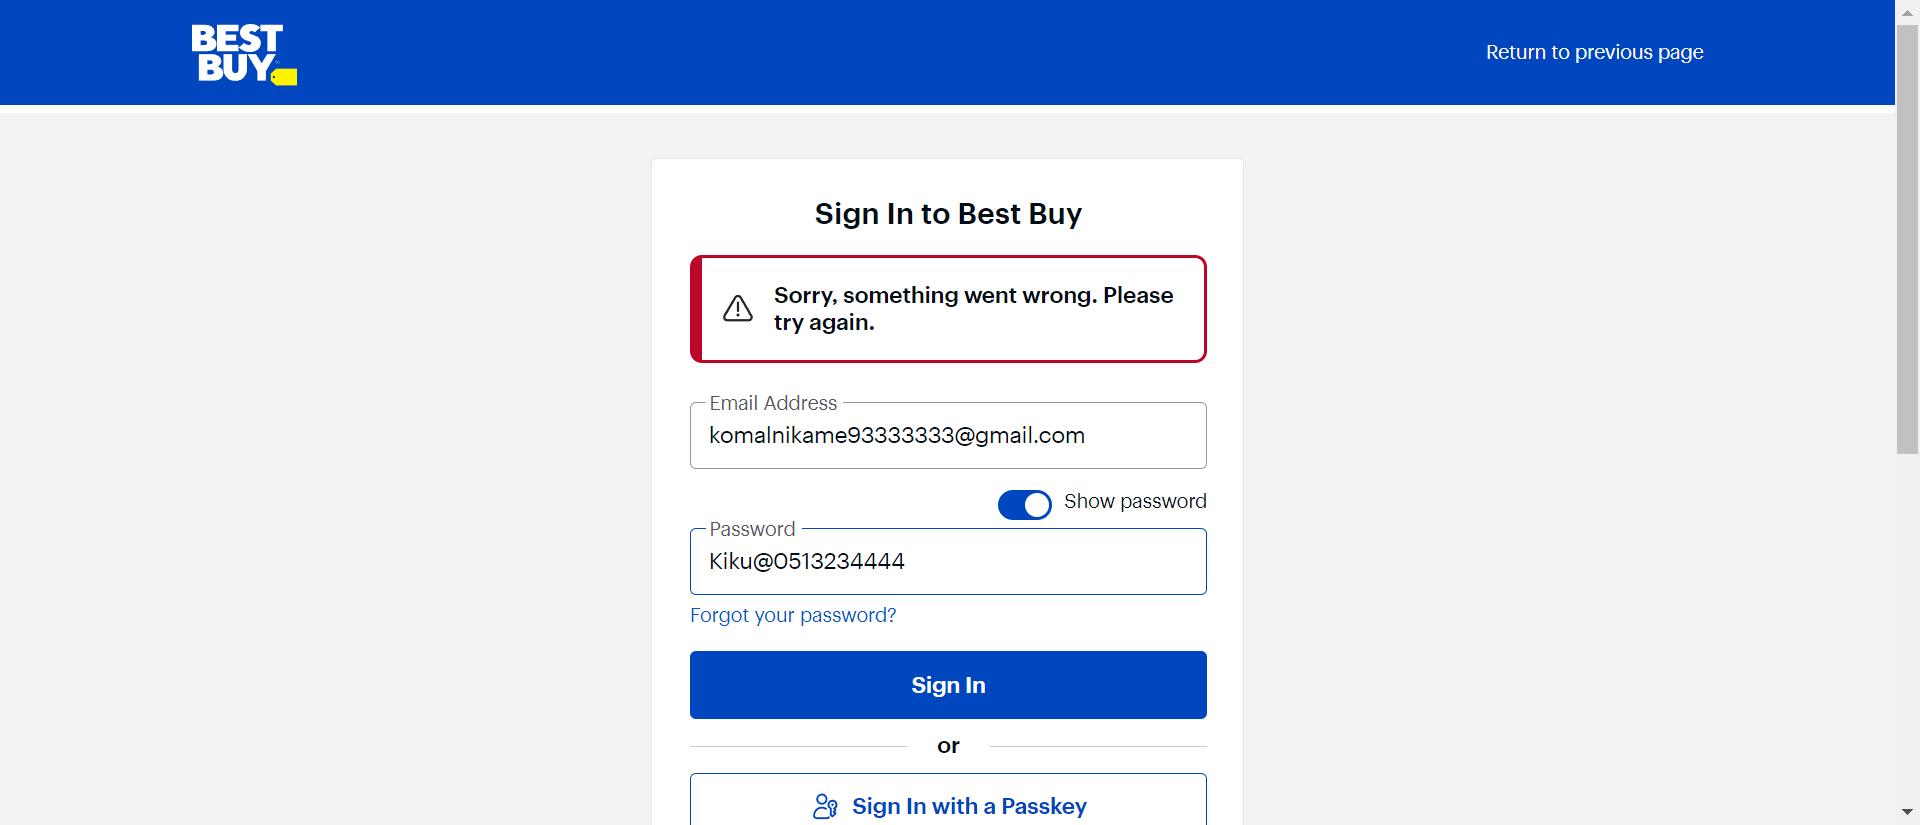 BEST
BUY
Return to previous page
Sign In to Best Buy
Sorry, something went wrong. Please
try again.
Email Address
komalnikame93333333@gmail.com
Show password
Password
Kiku@0513234444
Forgot your password?
Sign In
or
Sign In with a Passkey